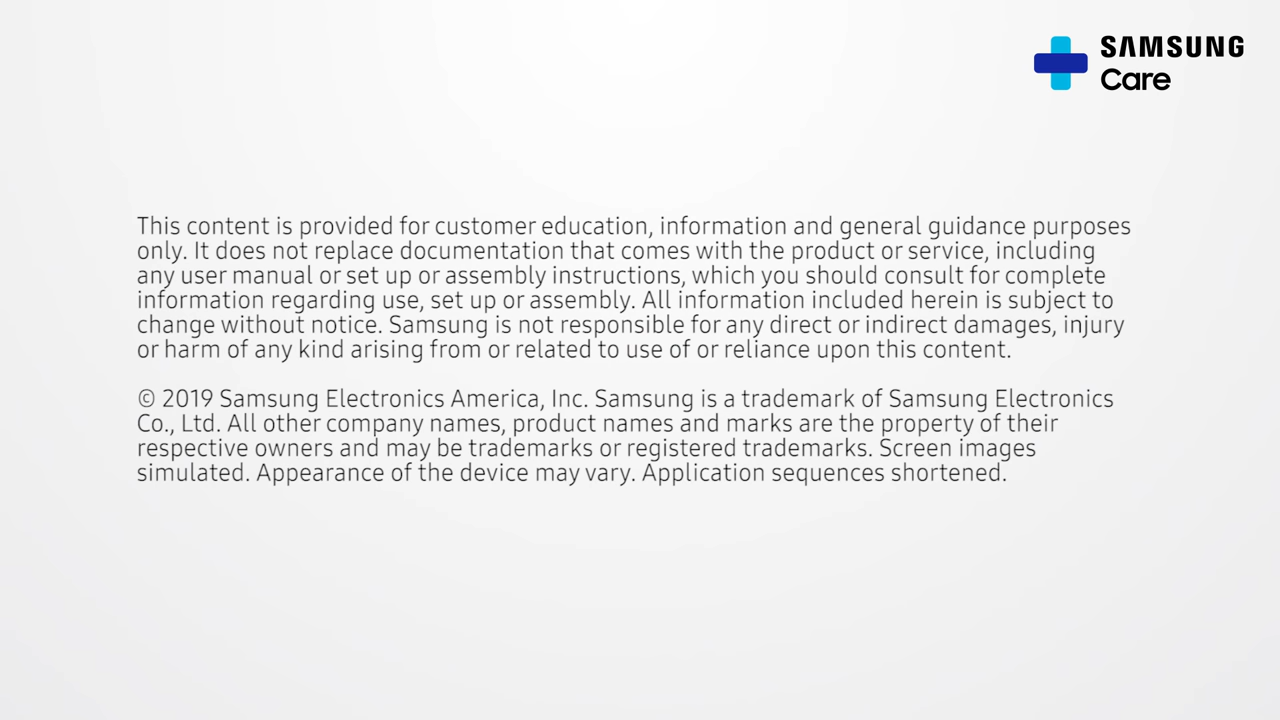 SAMSUNG
Care
This content is provided for customer education, information and general guidance purposes
only. It does not replace documentation that comes with the product or service, including
any user manual or set up or assembly instructions, which you should consult for complete
information regarding use, set up or assembly. All information included herein is subject to
change without notice. Samsung is not responsible for any direct or indirect damages, injury
or harm of any kind arising from or related to use of or reliance upon this content.
© 2019 Samsung Electronics America, Inc. Samsung is a trademark of Samsung Electronics
Co., Ltd. All other company names, product names and marks are the property of their
respective owners and may be trademarks or registered trademarks. Screen images
simulated. Appearance of the device may vary. Application sequences shortened.